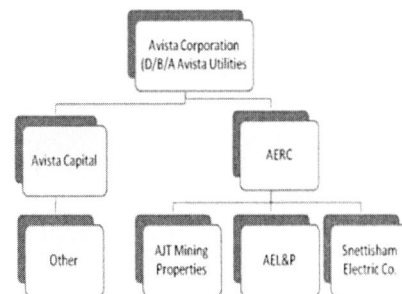 Avista Corporation
(D/B/A Avista Utilities
Avista Capital
AERC
Other
AJT Mining
Properties
AEL&P
Snettisham
Electric Co.